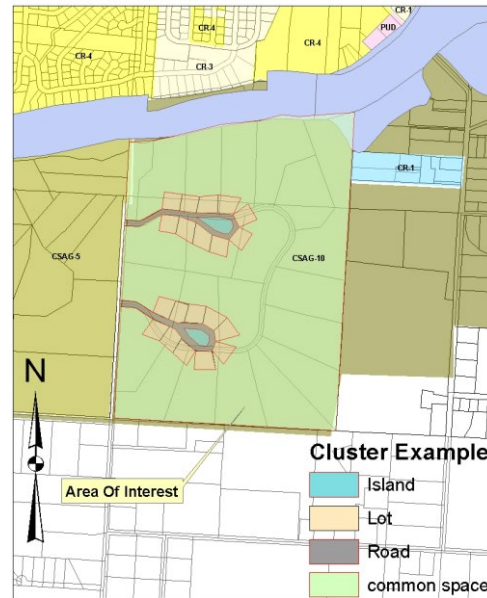 CR-1
PUD
CR-4
CR-4
CR-4
CR-3
CR-1
CSAG-5
CSAG-10
N
Area Of Interest
Cluster Example
Island
Lot
Road
common space